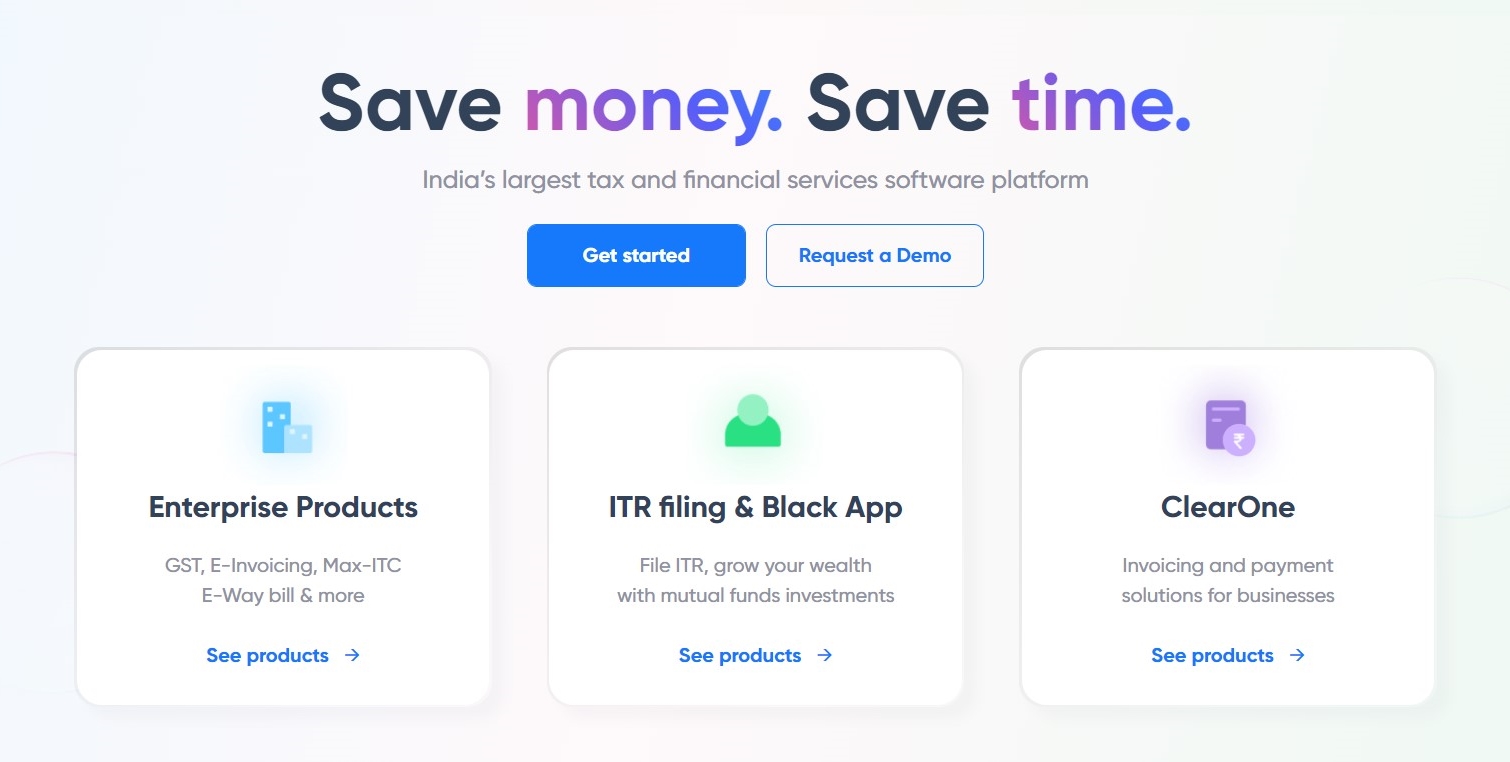 Save money. Save time.
India’s largest tax and financial services software platform
Get started
Request a Demo
Enterprise Products
GST, E-Invoicing, Max-ITC
E-Way bill & more
See products →
ITR filing & Black App
File ITR, grow your wealth
with mutual funds investments
See products →
₹
ClearOne
Invoicing and payment
solutions for businesses
See products →